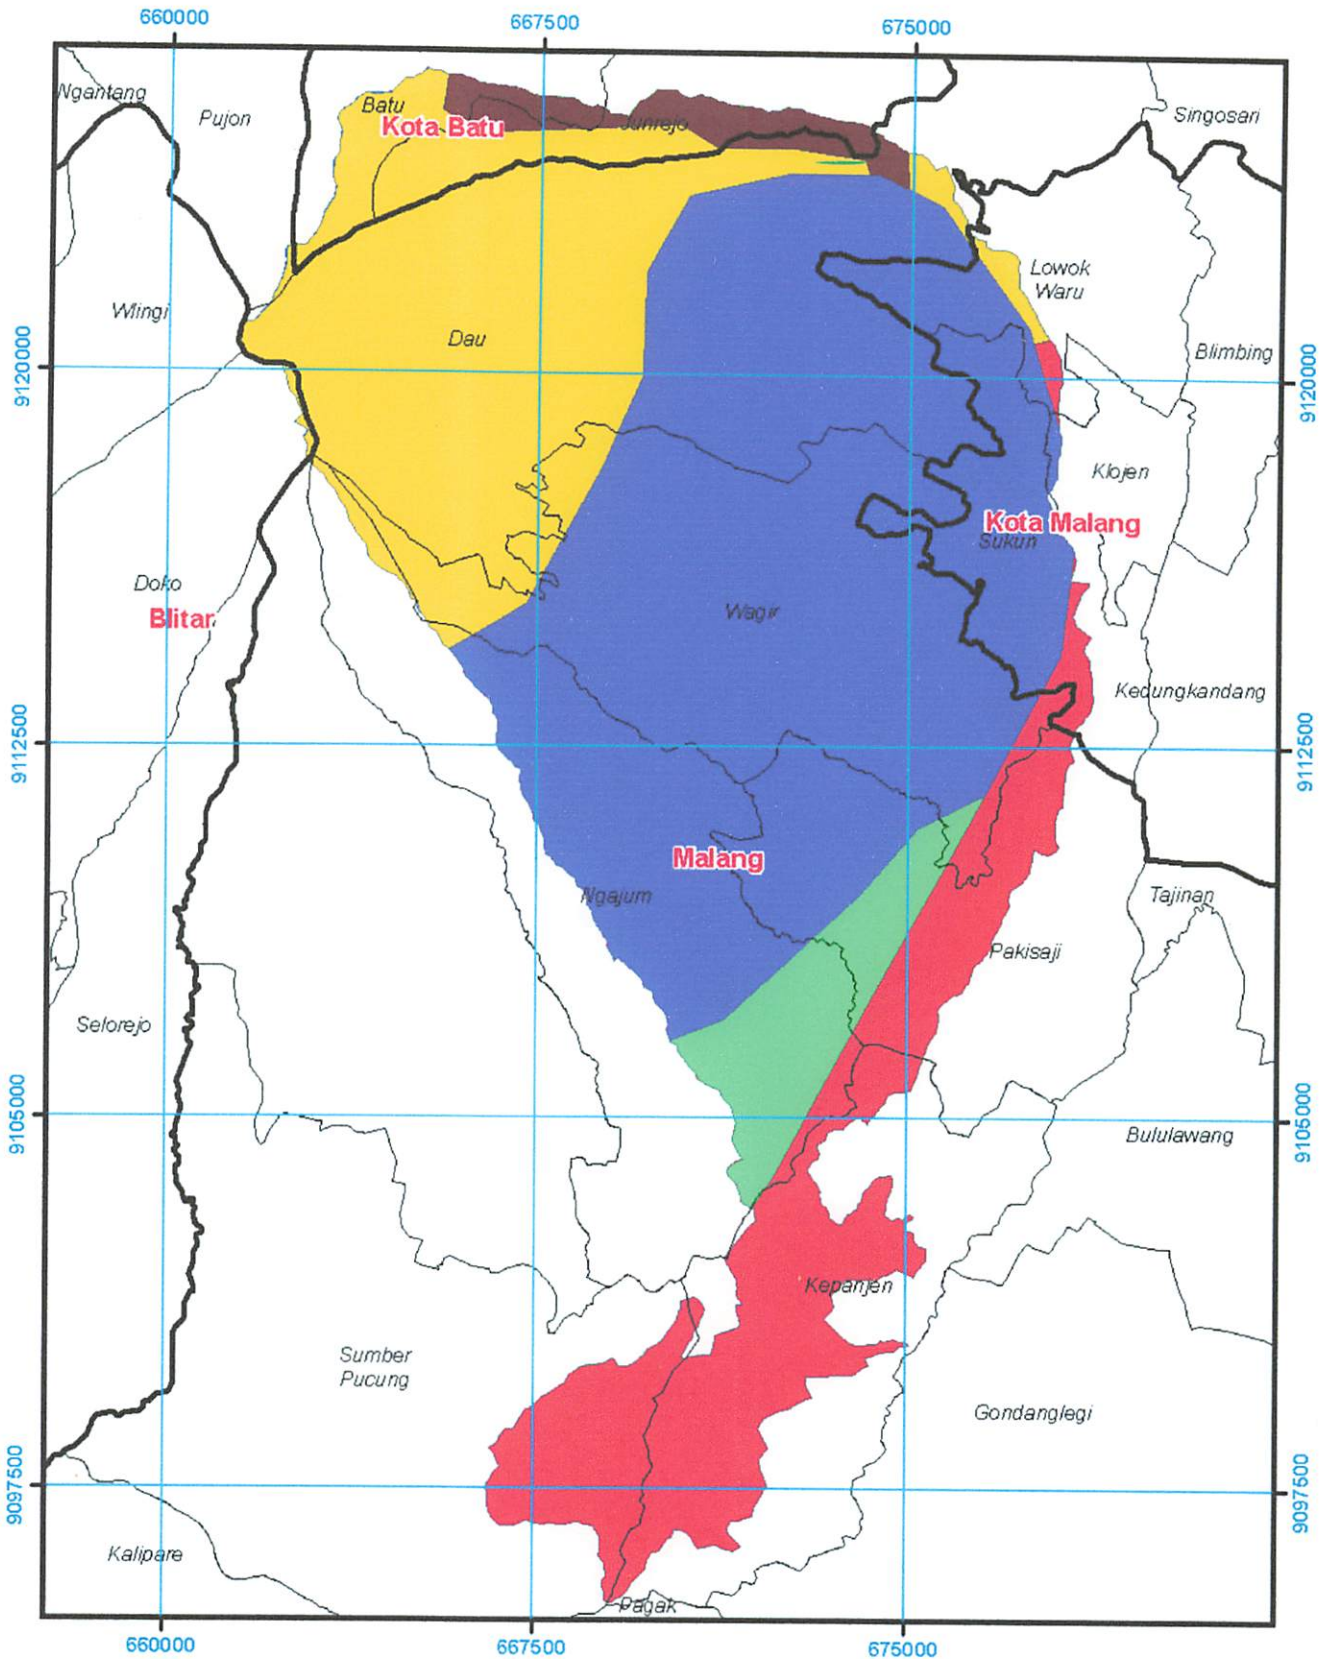 660000
667500
675000
Ngantang
Pujon
Batu
Kota Batu
Junrejo
Singosari
Wlingi
Dau
Lowok
Waru
Blimbing
9120000
9120000
Klojen
Kota Malang
Sukun
Doko
Blitar
Wagir
Kedungkandang
9112500
9112500
Malang
Ngajum
Tajinan
Pakisaji
Selorejo
9105000
9105000
Bululawang
Kepanjen
Sumber
Pucung
Gondanglegi
9097500
9097500
Kalipare
Pagak
660000
667500
675000